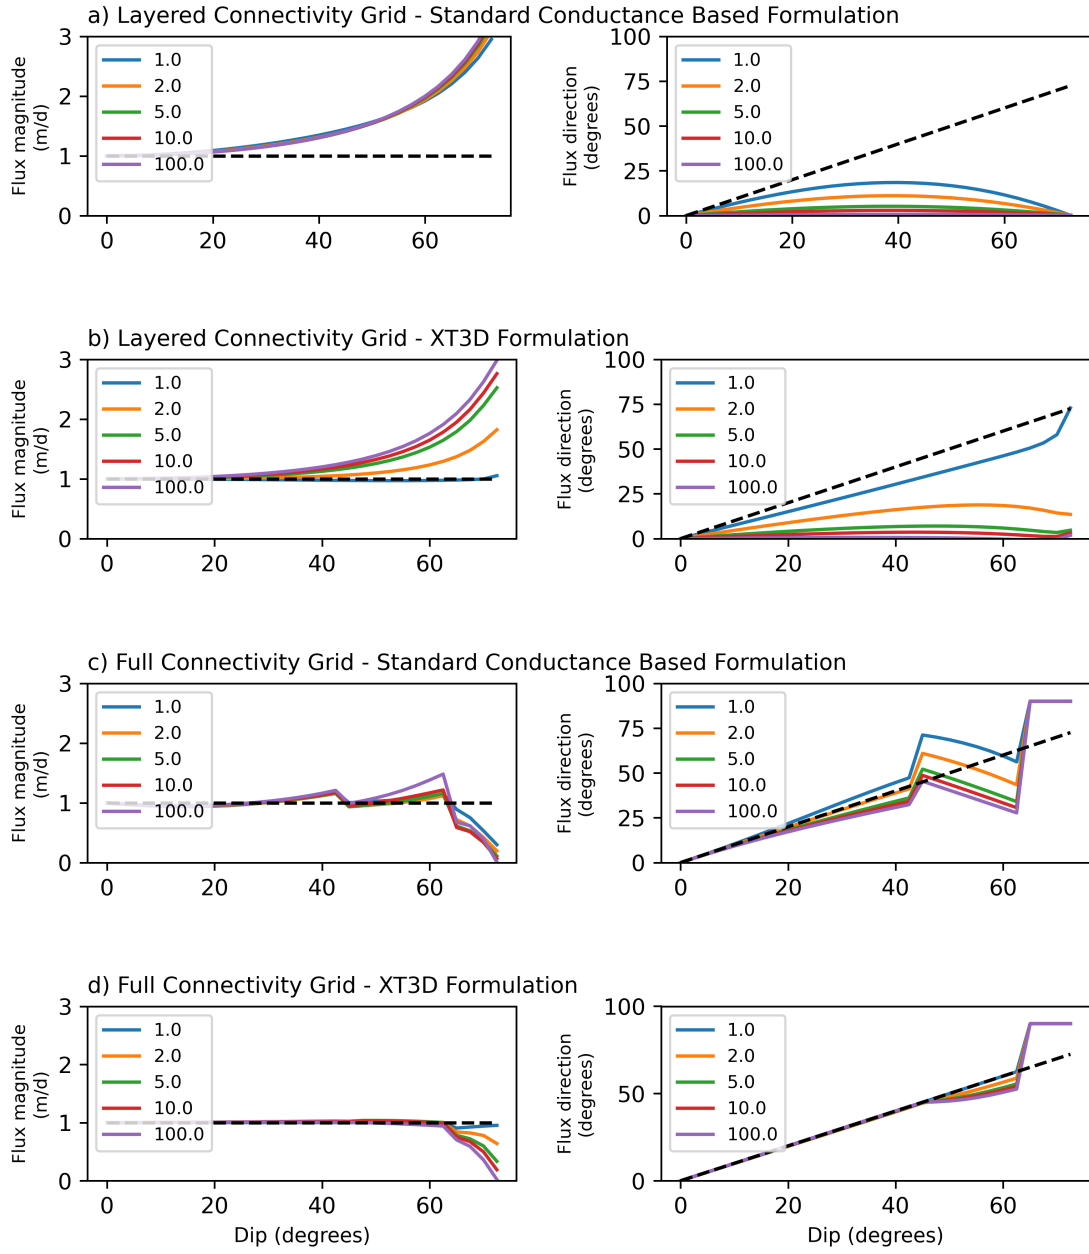 a) Layered Connectivity Grid - Standard Conductance Based Formulation
Flux magnitude
(m/d)
3
2
1
0
1.0
2.0
5.0
10.0
100.0
0 20 40 60
Flux direction
(degrees)
100
75
50
25
0
1.0
2.0
5.0
10.0
100.0
0 20 40 60
b) Layered Connectivity Grid - XT3D Formulation
Flux magnitude
(m/d)
3
2
1
0
1.0
2.0
5.0
10.0
100.0
0 20 40 60
Flux direction
(degrees)
100
75
50
25
0
1.0
2.0
5.0
10.0
100.0
0 20 40 60
c) Full Connectivity Grid - Standard Conductance Based Formulation
Flux magnitude
(m/d)
3
2
1
0
1.0
2.0
5.0
10.0
100.0
0 20 40 60
Flux direction
(degrees)
100
75
50
25
0
1.0
2.0
5.0
10.0
100.0
0 20 40 60
d) Full Connectivity Grid - XT3D Formulation
Flux magnitude
(m/d)
3
2
1
0
1.0
2.0
5.0
10.0
100.0
0 20 40 60
Dip (degrees)
Flux direction
(degrees)
100
50
0
1.0
2.0
5.0
10.0
100.0
0 20 40 60
Dip (degrees)